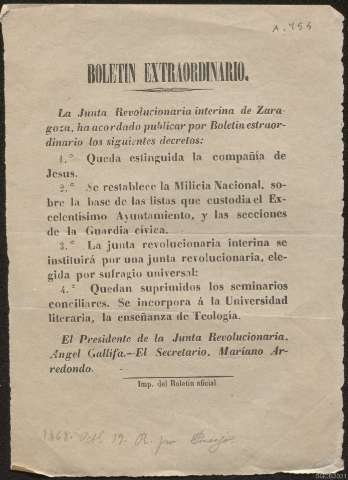 A. 155
BOLETIN EXTRAORDINARIO.
La Junta Revolucionaria interina de Zara-
goza, ha acordado publicar por Boletin estraor-
dinario los siguientes decretos:
1.° Queda estinguida la compañía de
Jesus.
2.° Se restablece la Milicia Nacional, so-
bre la base de las listas que custodia el Ex-
celentísimo Ayuntamiento, y las secciones
de la Guardia cívica.
3.° La junta revolucionaria interina se
instituirá por una junta revolucionaria, ele-
gida por sufragio universal:
4.° Quedan suprimidos los seminarios
conciliares. Se incorpora á la Universidad
literaria, la enseñanza de Teología.
El Presidente de la Junta Revolucionaria,
Angel Gallifa.—El Secretario, Mariano Ar-
redondo.
Imp. del Boletin oficial
1868.